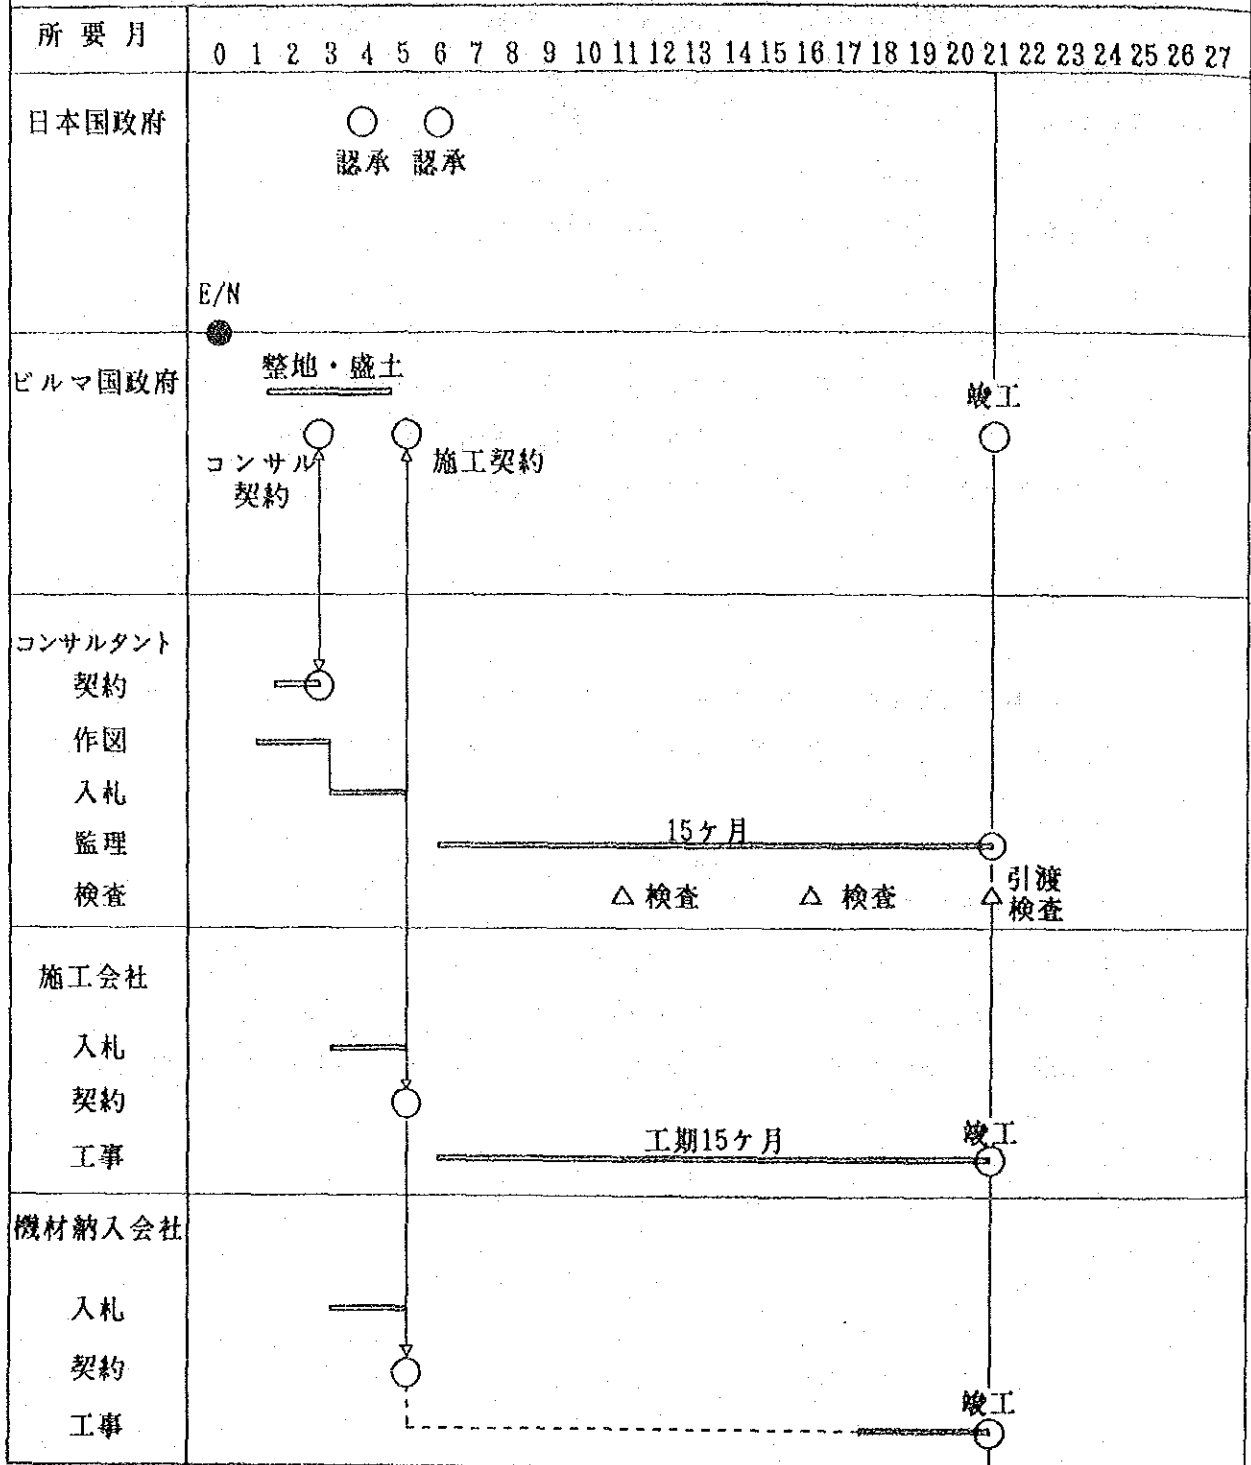 所要月
0 1 2 3 4 5 6 7 8 9 10 11 12 13 14 15 16 17 18 19 20 21 22 23 24 25 26 27
日本国政府
認承 認承
E/N
ビルマ国政府
整地・盛土
竣工
コンサル
契約
施工契約
コンサルタント
契約
作図
入札
監理
15ヶ月
検査
検査 検査
引渡
検査
施工会社
入札
契約
工事
工期15ヶ月
竣工
機材納入会社
入札
契約
工事
竣工